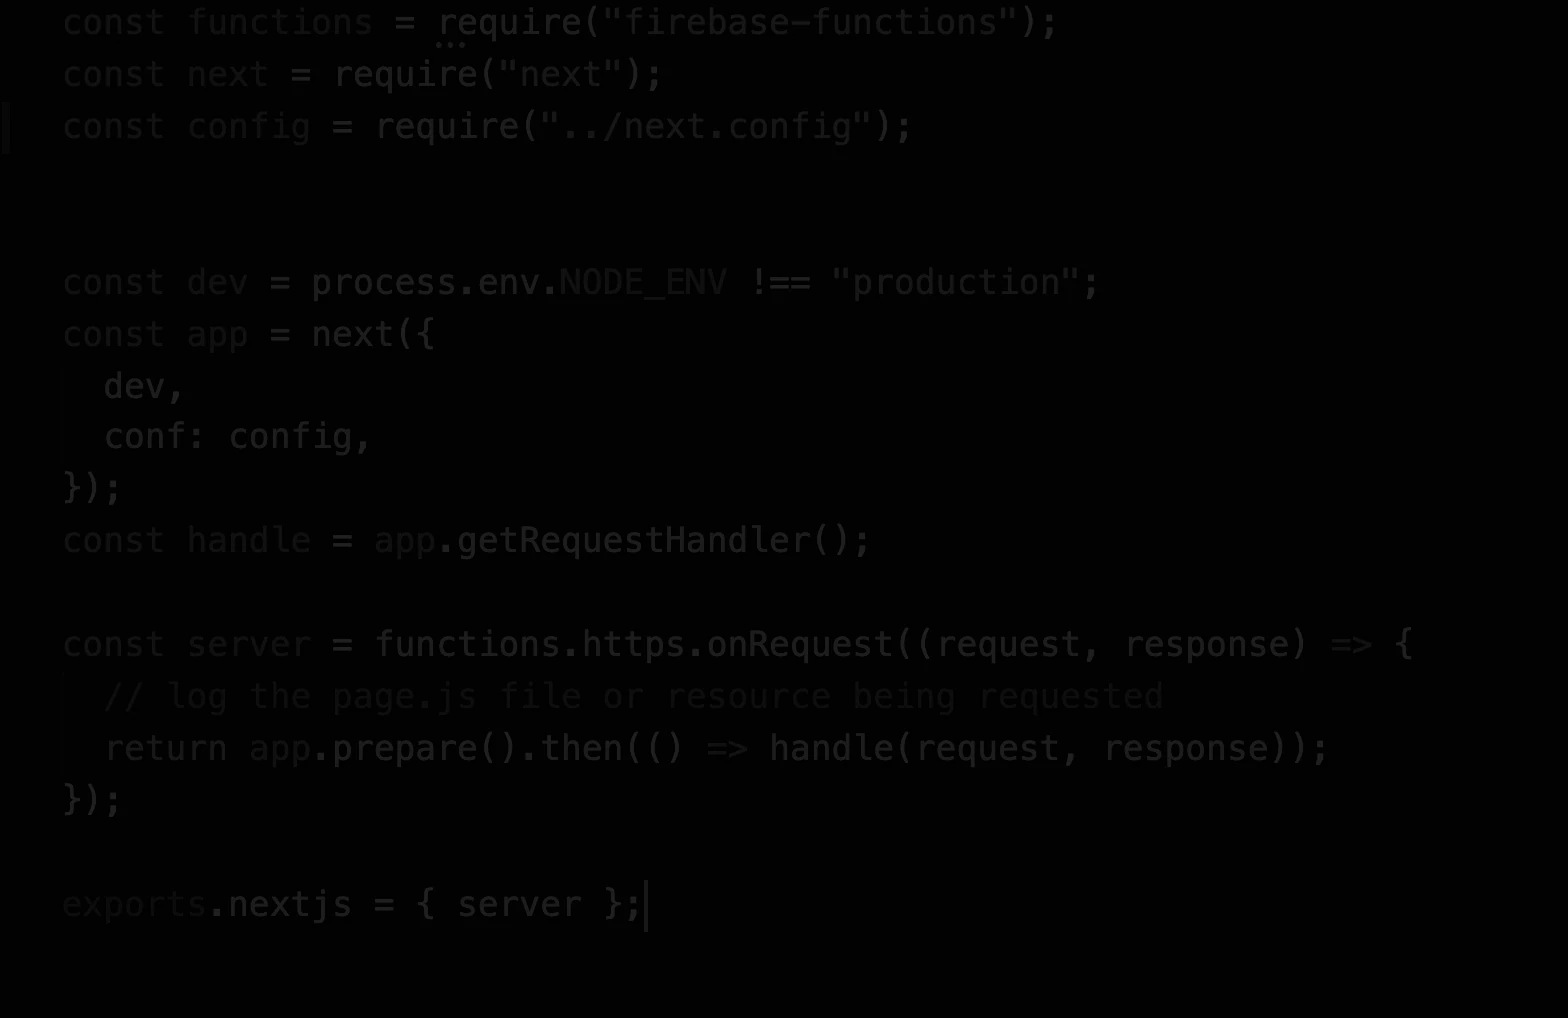 const functions = require("firebase-functions");
const next = require("next");
const config = require("../next.config");
const dev = process.env.NODE_ENV !== "production";
const app = next({
  dev,
  conf: config,
});
const handle = app.getRequestHandler();
const server = functions.https.onRequest((request, response) => {
  // log the page.js file or resource being requested
  return app.prepare().then(() => handle(request, response));
});
exports.nextjs = { server };